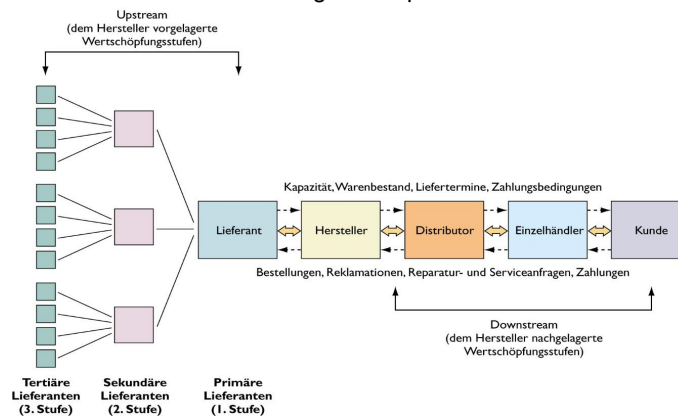 Upstream
(dem Hersteller vorgelagerte
Wertschöpfungsstufen)
Kapazität, Warenbestand, Liefertermine, Zahlungsbedingungen
Lieferant
Hersteller
Distributor
Einzelhändler
Kunde
Bestellungen, Reklamationen, Reparatur- und Serviceanfragen, Zahlungen
Downstream
(dem Hersteller nachgelagerte
Wertschöpfungsstufen)
Tertiäre
Lieferanten
(3. Stufe)
Sekundäre
Lieferanten
(2. Stufe)
Primäre
Lieferanten
(1. Stufe)